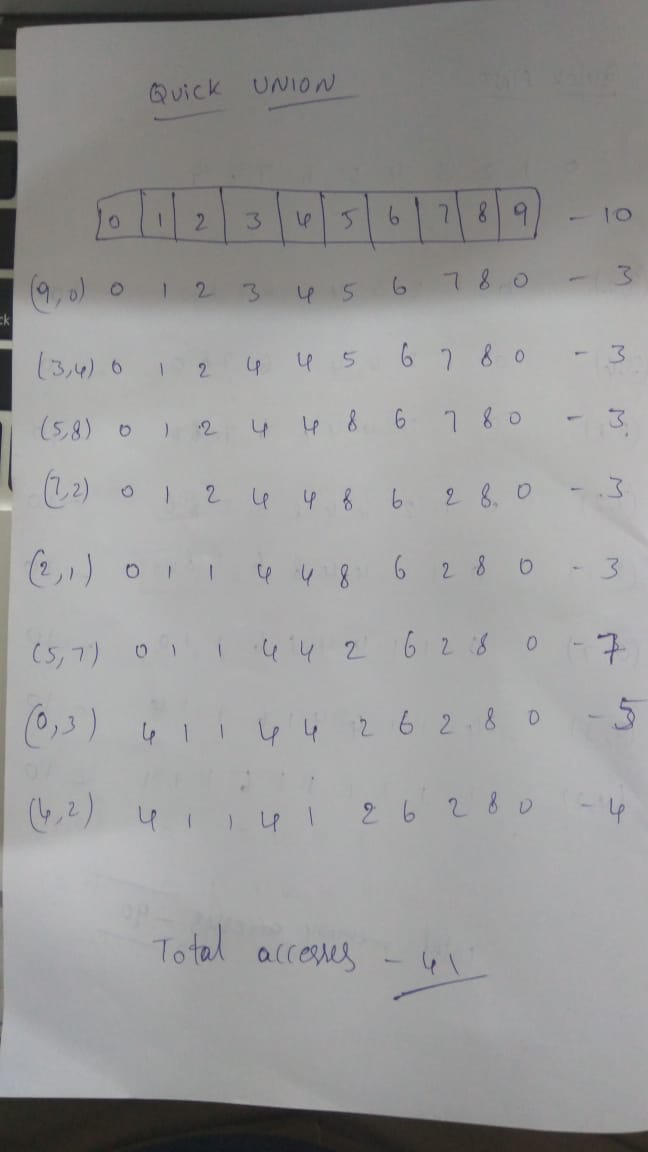 Quick UNION
0 1 2 3 4 5 6 7 8 9 - 10
(9,0) 0 1 2 3 4 5 6 7 8 0 - 3
(3,4) 0 1 2 4 4 5 6 7 8 0 - 3
(5,8) 0 1 2 4 4 8 6 7 8 0 - 3
(7,2) 0 1 2 4 4 8 6 2 8 0 - 3
(2,1) 0 1 1 4 4 8 6 2 8 0 - 3
(5,7) 0 1 1 4 4 2 6 2 8 0 - 7
(0,3) 4 1 1 4 4 2 6 2 8 0 - 5
(4,2) 4 1 1 4 1 2 6 2 8 0 - 4
Total accesses - 41